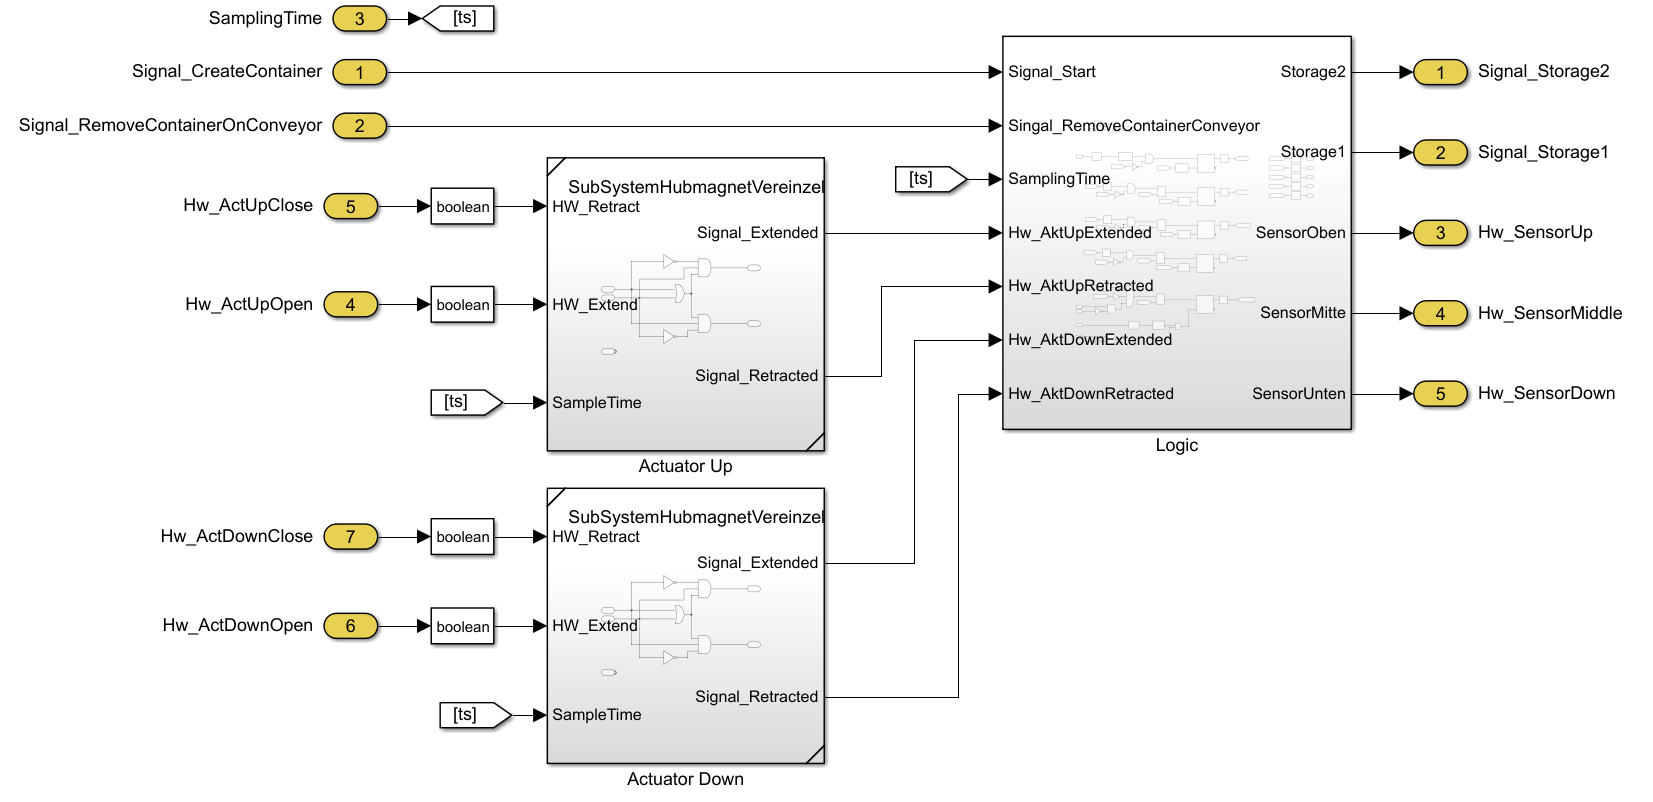 SamplingTime
3
[ts]
Signal_CreateContainer
1
Signal_Start
Storage2
1
Signal_Storage2
Signal_RemoveContainerOnConveyor
2
Singal_RemoveContainerConveyor
Storage1
2
Signal_Storage1
[ts]
SamplingTime
SubSystemHubmagnetVereinzel
Hw_ActUpClose
5
boolean
HW_Retract
Signal_Extended
Hw_AktUpExtended
SensorOben
3
Hw_SensorUp
Hw_AktUpRetracted
Hw_ActUpOpen
4
boolean
HW_Extend
SensorMitte
4
Hw_SensorMiddle
Hw_AktDownExtended
Signal_Retracted
Hw_AktDownRetracted
SensorUnten
5
Hw_SensorDown
[ts]
SampleTime
Logic
Actuator Up
SubSystemHubmagnetVereinzel
Hw_ActDownClose
7
boolean
HW_Retract
Signal_Extended
Hw_ActDownOpen
6
boolean
HW_Extend
Signal_Retracted
[ts]
SampleTime
Actuator Down